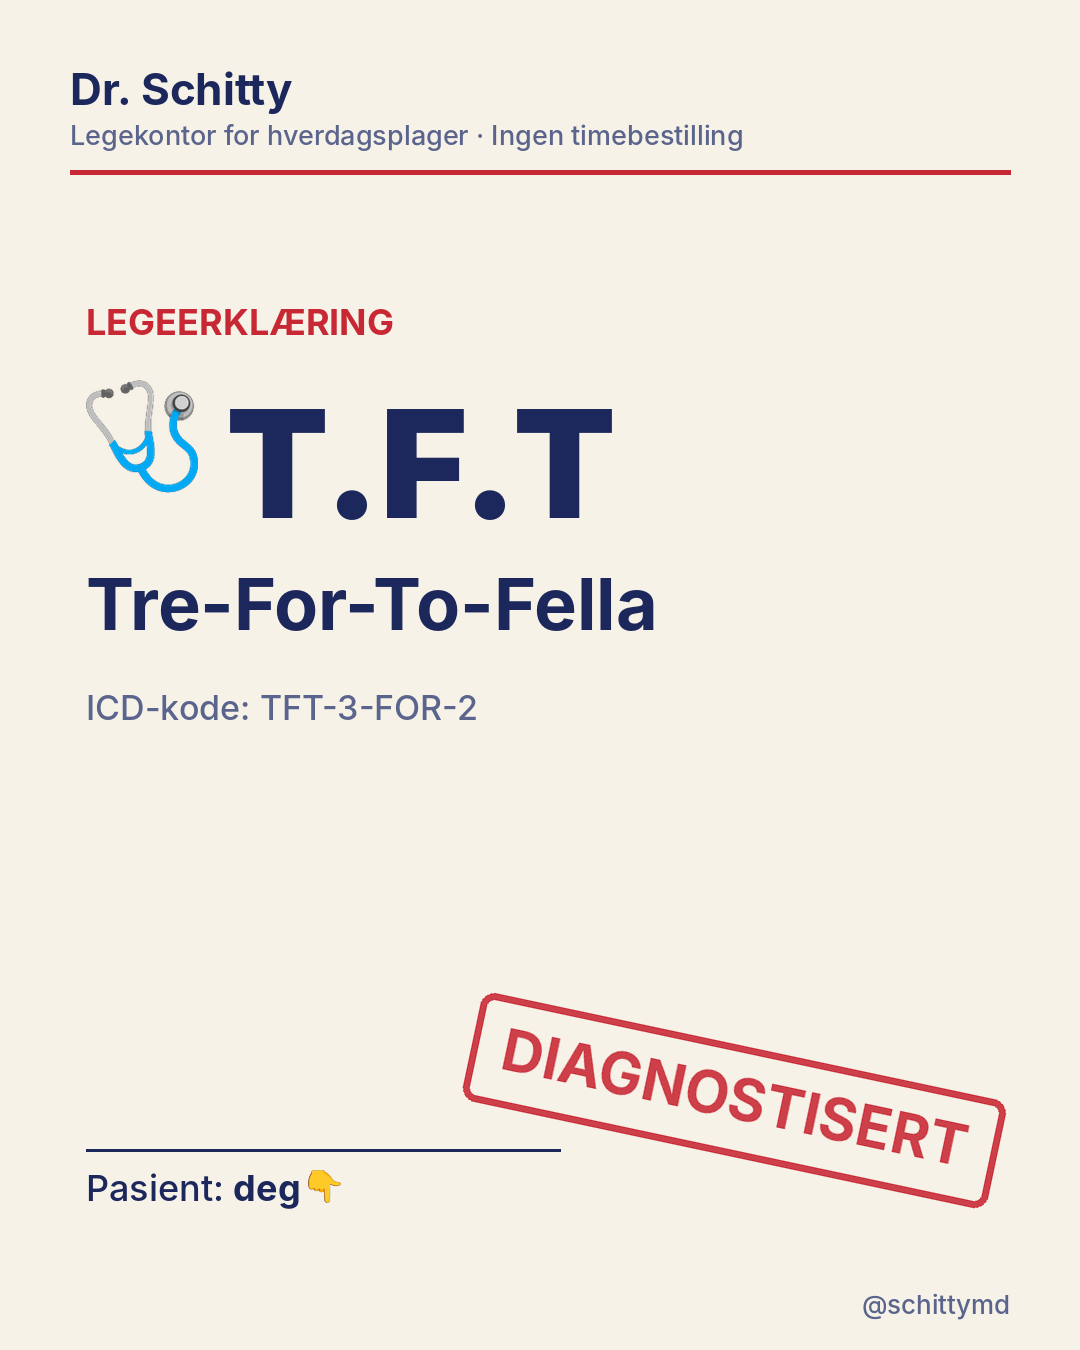 Dr. Schitty
Legekontor for hverdagsplager · Ingen timebestilling
LEGEERKLÆRING
T.F.T
Tre-For-To-Fella
ICD-kode: TFT-3-FOR-2
DIAGNOSTISERT
Pasient: deg👇
@schittymd